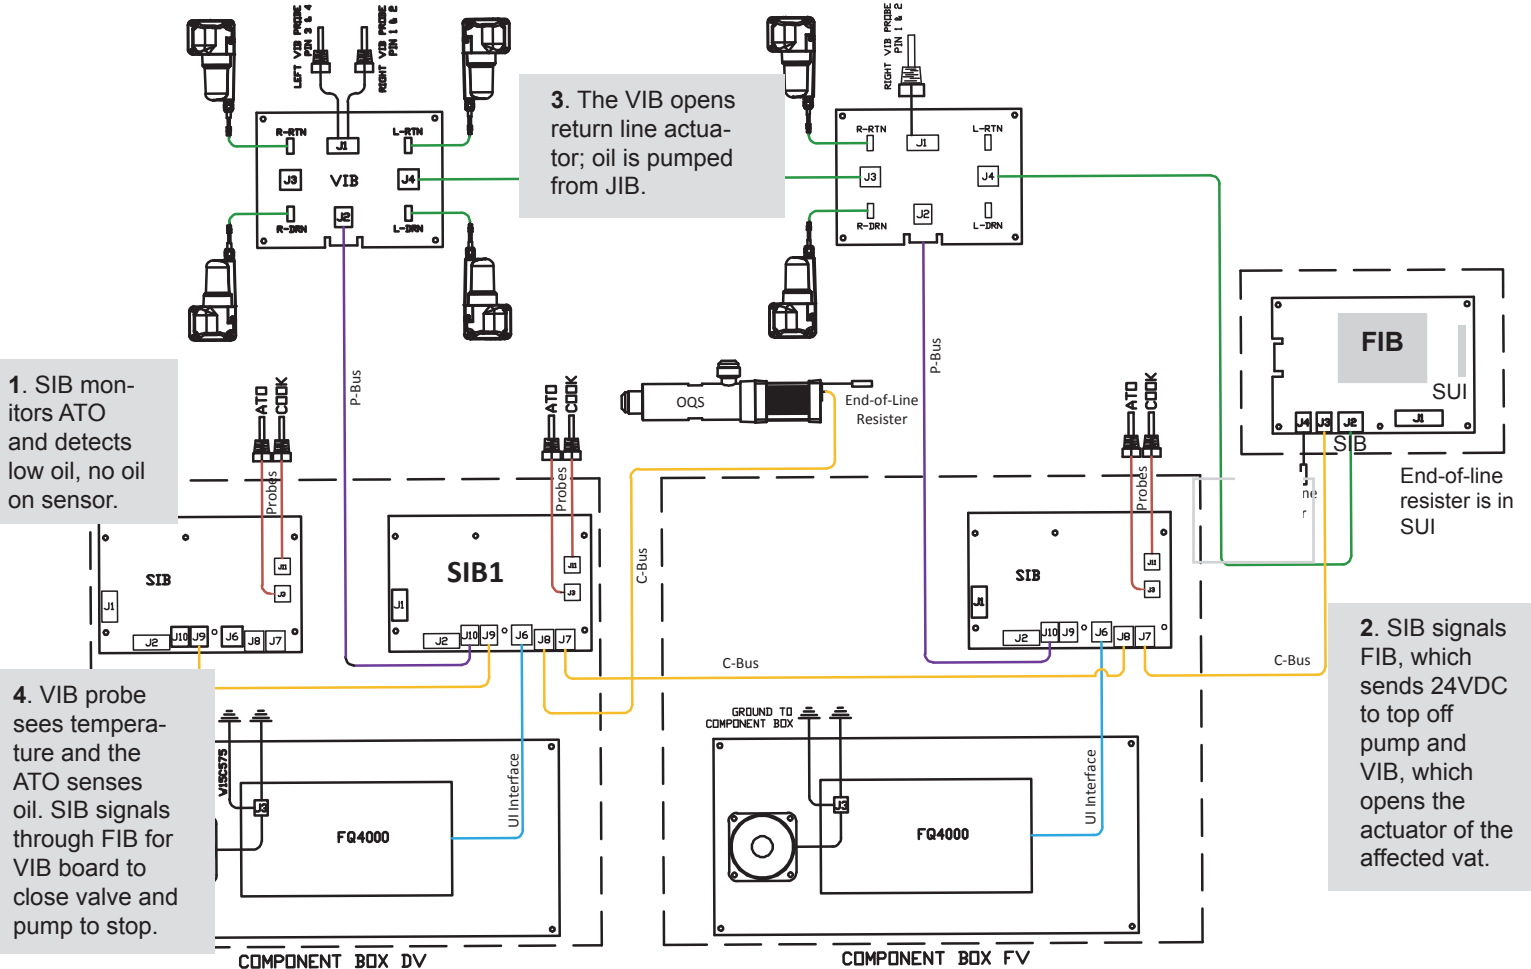 LEFT VIB PROBE
PIN 3 & 4
RIGHT VIB PROBE
PIN 1 & 2
R-RTN
L-RTN
J1
J3
VIB
J4
J2
R-DRN
L-DRN
3. The VIB opens
return line actua-
tor; oil is pumped
from JIB.
RIGHT VIB PROBE
PIN 1 & 2
R-RTN
L-RTN
J1
J3
J4
J2
R-DRN
L-DRN
P-Bus
P-Bus
FIB
SUI
J4
J3
J2
J1
SIB
End-of-line
resister is in
SUI
ne
r
1. SIB mon-
itors ATO
and detects
low oil, no oil
on sensor.
ATO
COOK
Probes
ATO
COOK
Probes
OQS
End-of-Line
Resister
ATO
COOK
Probes
SIB
J11
J3
J1
J2
J10
J9
J6
J8
J7
SIB1
J11
J3
J1
J2
J10
J9
J6
J8
J7
C-Bus
SIB
J11
J3
J1
J2
J10
J9
J6
J8
J7
C-Bus
C-Bus
2. SIB signals
FIB, which
sends 24VDC
to top off
pump and
VIB, which
opens the
actuator of the
affected vat.
4. VIB probe
sees tempera-
ture and the
ATO senses
oil. SIB signals
through FIB for
VIB board to
close valve and
pump to stop.
J3
FQ4000
UI Interface
GROUND TO
COMPONENT BOX
J3
FQ4000
UI Interface
COMPONENT BOX DV
COMPONENT BOX FV